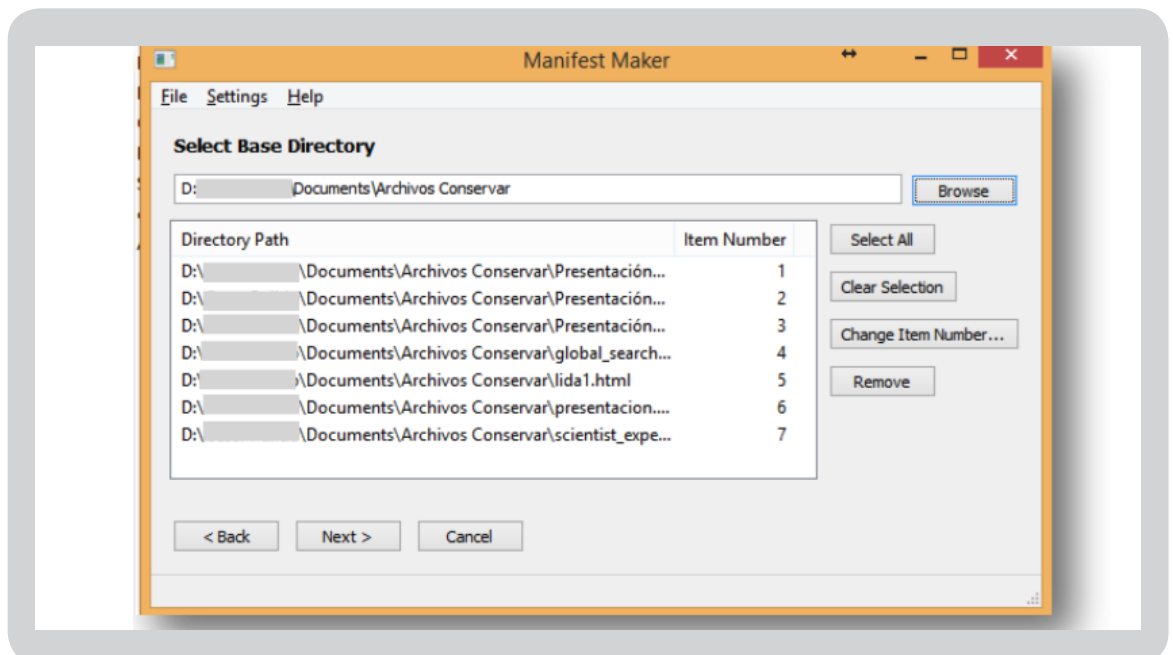 Manifest Maker
File Settings Help
Select Base Directory
D: Documents\Archivos Conservar Browse
Directory Path Item Number
D:\ \Documents\Archivos Conservar\Presentación... 1
D:\ \Documents\Archivos Conservar\Presentación... 2
D:\ \Documents\Archivos Conservar\Presentación... 3
D:\ \Documents\Archivos Conservar\global_search... 4
D:\ \Documents\Archivos Conservar\lida1.html 5
D:\ \Documents\Archivos Conservar\presentacion.... 6
D:\ \Documents\Archivos Conservar\scientist_expe... 7
Select All
Clear Selection
Change Item Number...
Remove
< Back Next > Cancel